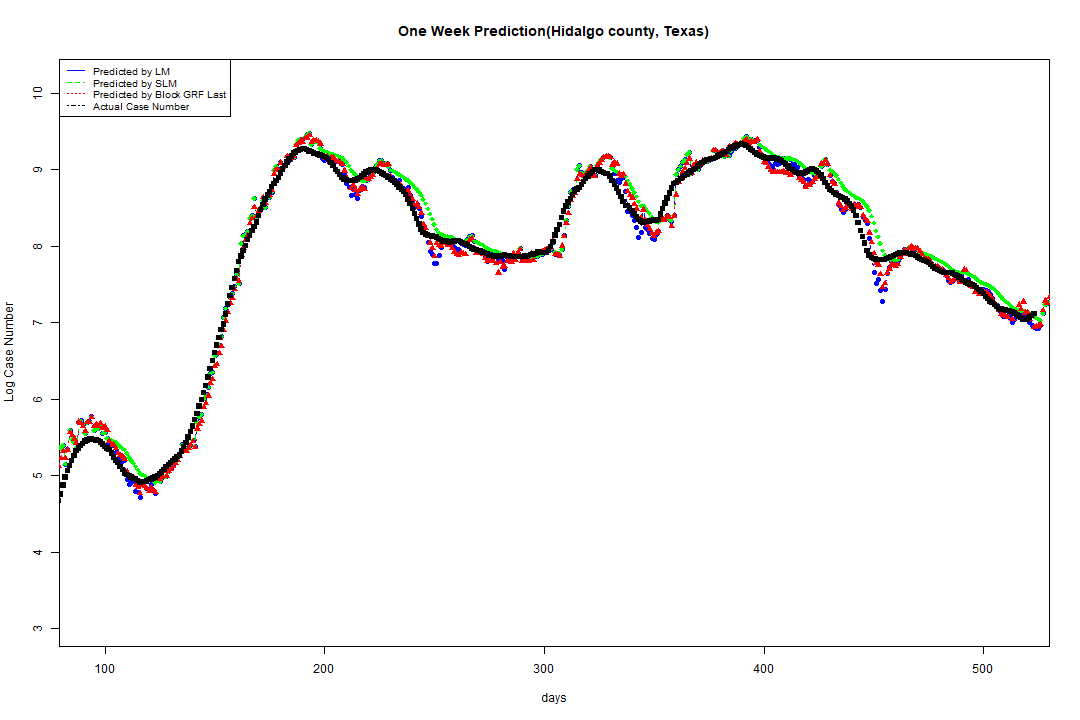 One Week Prediction(Hidalgo county, Texas)
Predicted by LM
Predicted by SLM
Predicted by Block GRF Last
Actual Case Number
10
9
8
7
6
5
4
3
Log Case Number
100 200 300 400 500
days